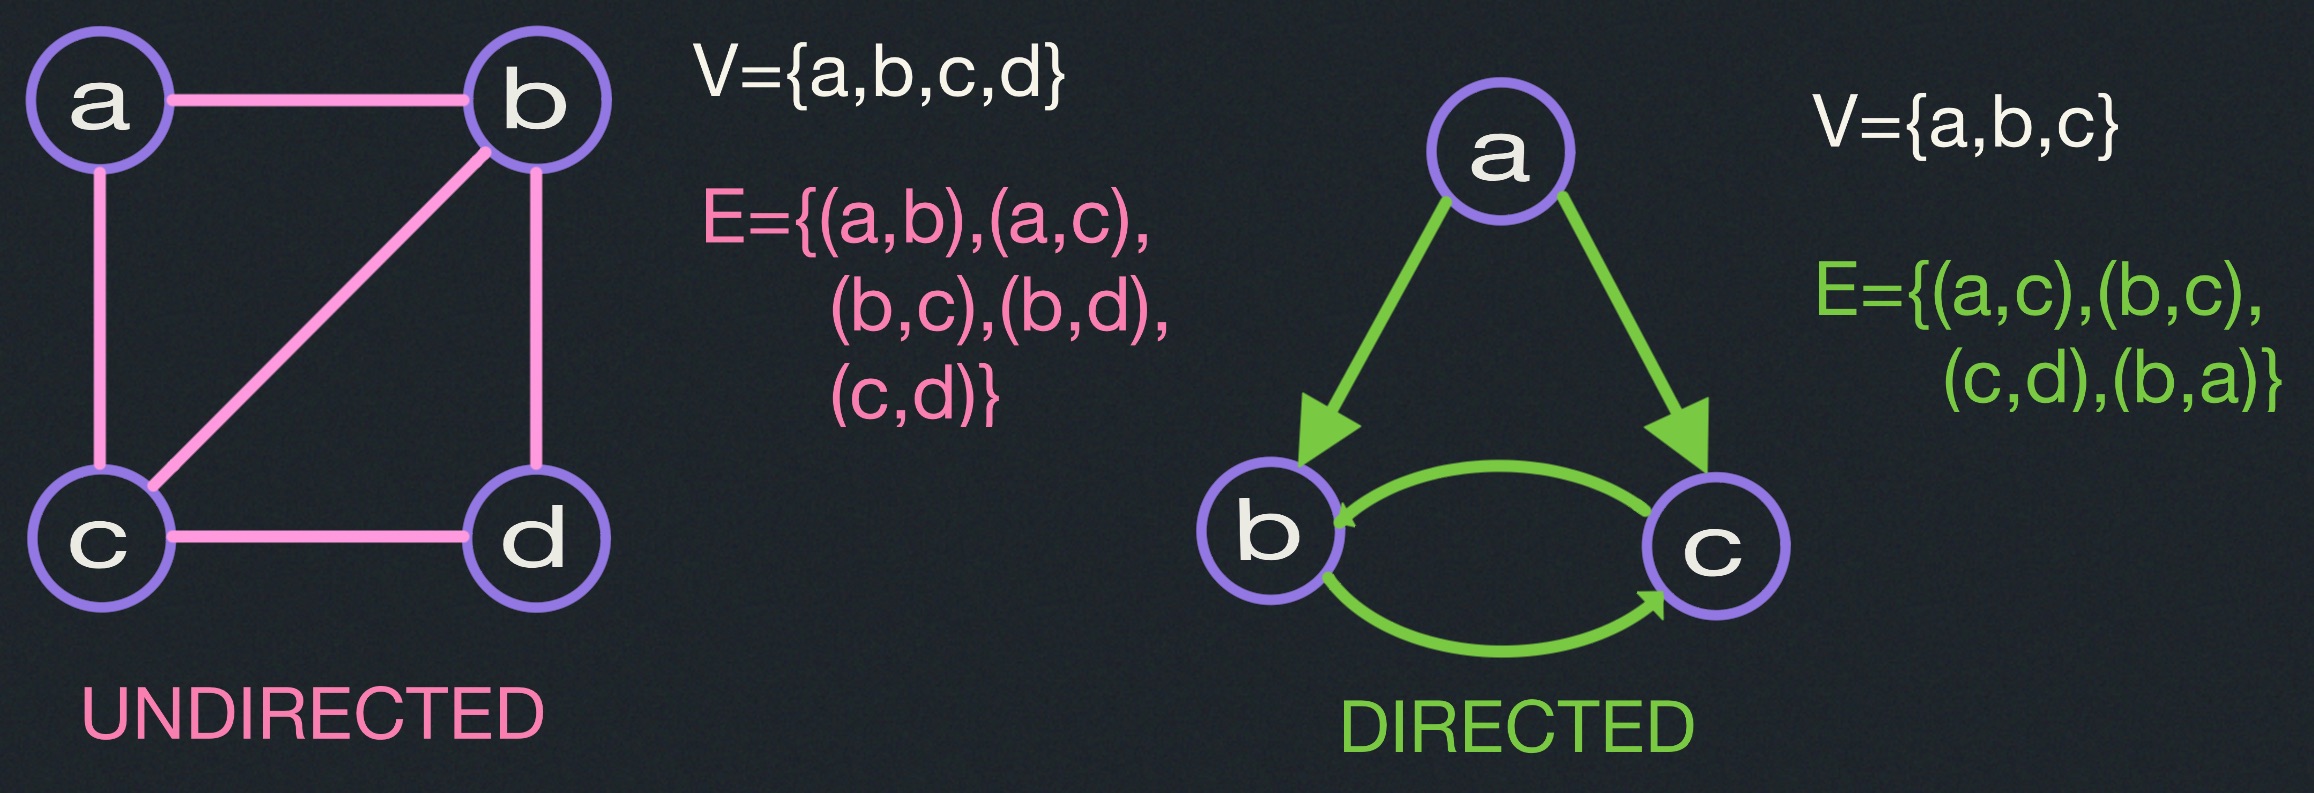 a
b
c
d
UNDIRECTED
V={a,b,c,d}
E={(a,b),(a,c),
(b,c),(b,d),
(c,d)}
a
b
c
DIRECTED
V={a,b,c}
E={(a,c),(b,c),
(c,d),(b,a)}